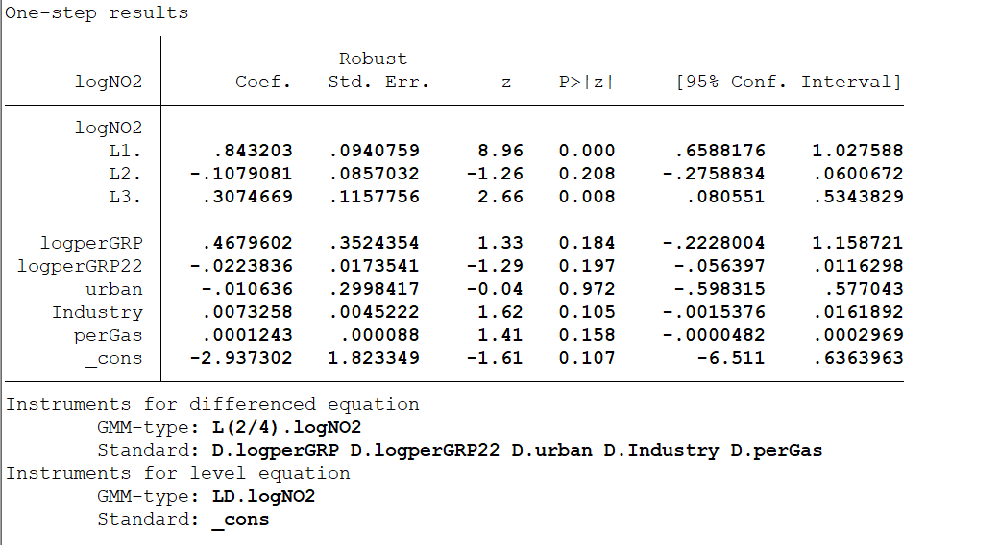 One-step results
Robust
logNO2 Coef. Std. Err. z P>|z| [95% Conf. Interval]
logNO2
L1. .843203 .0940759 8.96 0.000 .6588176 1.027588
L2. -.1079081 .0857032 -1.26 0.208 -.2758834 .0600672
L3. .3074669 .1157756 2.66 0.008 .080551 .5343829
logperGRP .4679602 .3524354 1.33 0.184 -.2228004 1.158721
logperGRP22 -.0223836 .0173541 -1.29 0.197 -.056397 .0116298
urban -.010636 .2998417 -0.04 0.972 -.598315 .577043
Industry .0073258 .0045222 1.62 0.105 -.0015376 .0161892
perGas .0001243 .000088 1.41 0.158 -.0000482 .0002969
_cons -2.937302 1.823349 -1.61 0.107 -6.511 .6363963
Instruments for differenced equation
GMM-type: L(2/4).logNO2
Standard: D.logperGRP D.logperGRP22 D.urban D.Industry D.perGas
Instruments for level equation
GMM-type: LD.logNO2
Standard: _cons